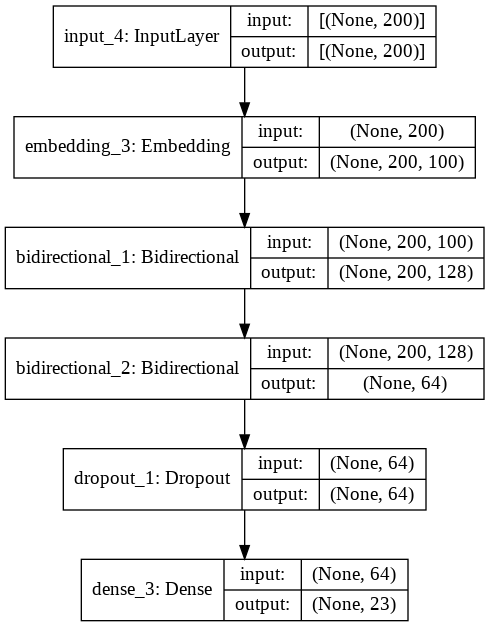 input_4: InputLayer
input:
[(None, 200)]
output:
[(None, 200)]
embedding_3: Embedding
input:
(None, 200)
output:
(None, 200, 100)
bidirectional_1: Bidirectional
input:
(None, 200, 100)
output:
(None, 200, 128)
bidirectional_2: Bidirectional
input:
(None, 200, 128)
output:
(None, 64)
dropout_1: Dropout
input:
(None, 64)
output:
(None, 64)
dense_3: Dense
input:
(None, 64)
output:
(None, 23)